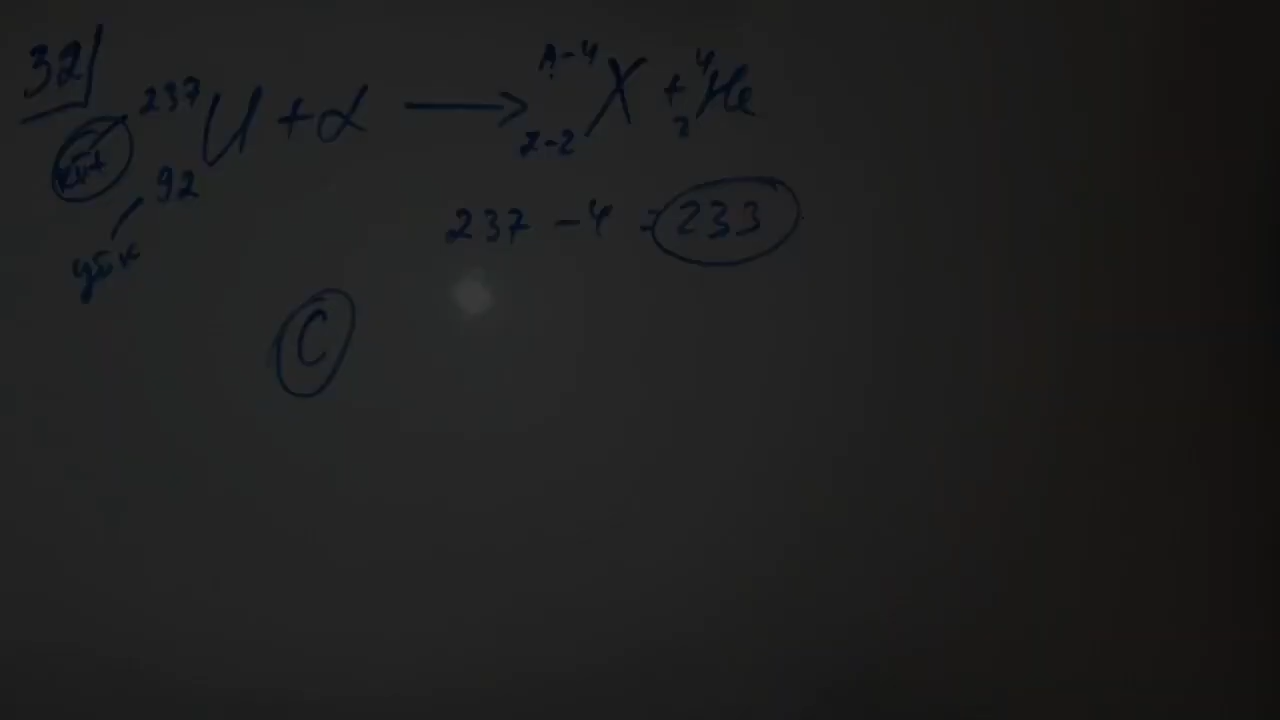 32
237 U + α → A-4 X + 4 He
92 Z-2 2
237 - 4 = 233
C